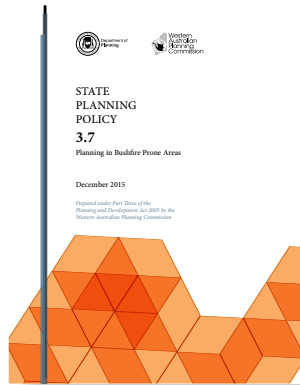 Department of
Planning
Western
Australian
Planning
Commission
STATE
PLANNING
POLICY
3.7
Planning in Bushfire Prone Areas
December 2015
Prepared under Part Three of the
Planning and Development Act 2005 by the
Western Australian Planning Commission